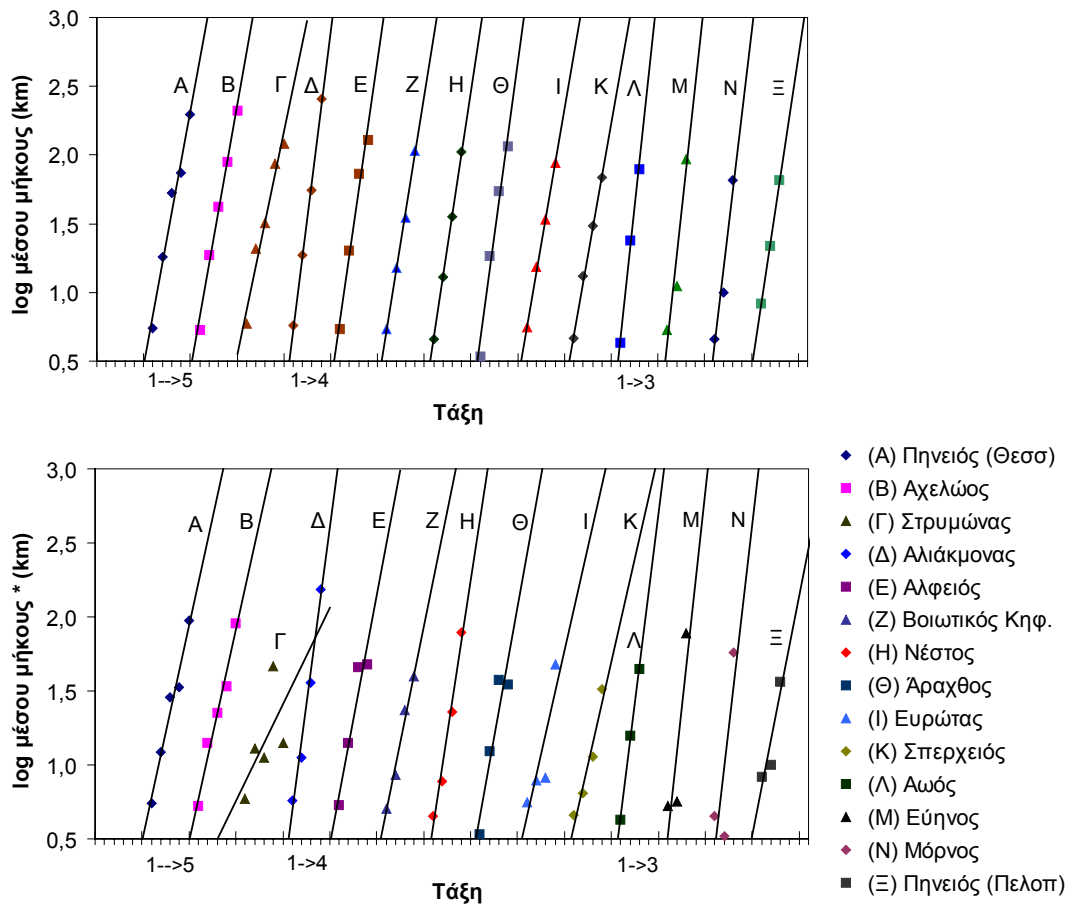 3,0
2,5
2,0
1,5
1,0
0,5
log μέσου μήκους (km)
Α Β Γ Δ Ε Ζ Η Θ Ι Κ Λ Μ Ν Ξ
1-->5 1->4 1->3
Τάξη
3,0
2,5
2,0
1,5
1,0
0,5
log μέσου μήκους * (km)
Α Β Γ Δ Ε Ζ Η Θ Ι Κ Λ Μ Ν Ξ
1-->5 1->4 1->3
Τάξη
(Α) Πηνειός (Θεσσ)
(Β) Αχελώος
(Γ) Στρυμώνας
(Δ) Αλιάκμονας
(Ε) Αλφειός
(Ζ) Βοιωτικός Κηφ.
(Η) Νέστος
(Θ) Άραχθος
(Ι) Ευρώτας
(Κ) Σπερχειός
(Λ) Αωός
(Μ) Εύηνος
(Ν) Μόρνος
(Ξ) Πηνειός (Πελοπ)